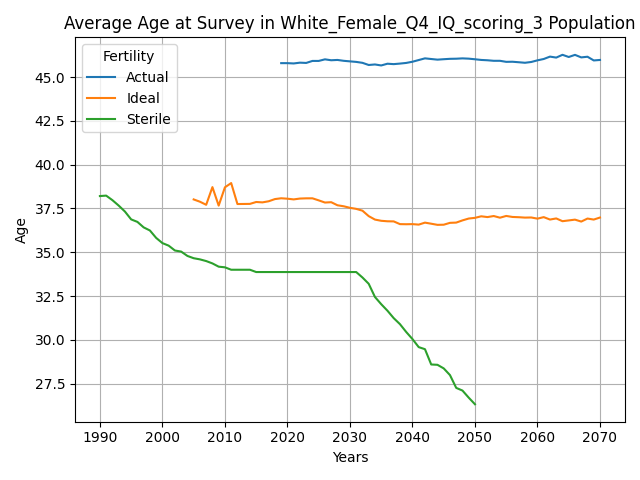 Average Age at Survey in White_Female_Q4_IQ_scoring_3 Population
Fertility
Actual
Ideal
Sterile
45.0
42.5
40.0
37.5
35.0
32.5
30.0
27.5
Age
1990 2000 2010 2020 2030 2040 2050 2060 2070
Years